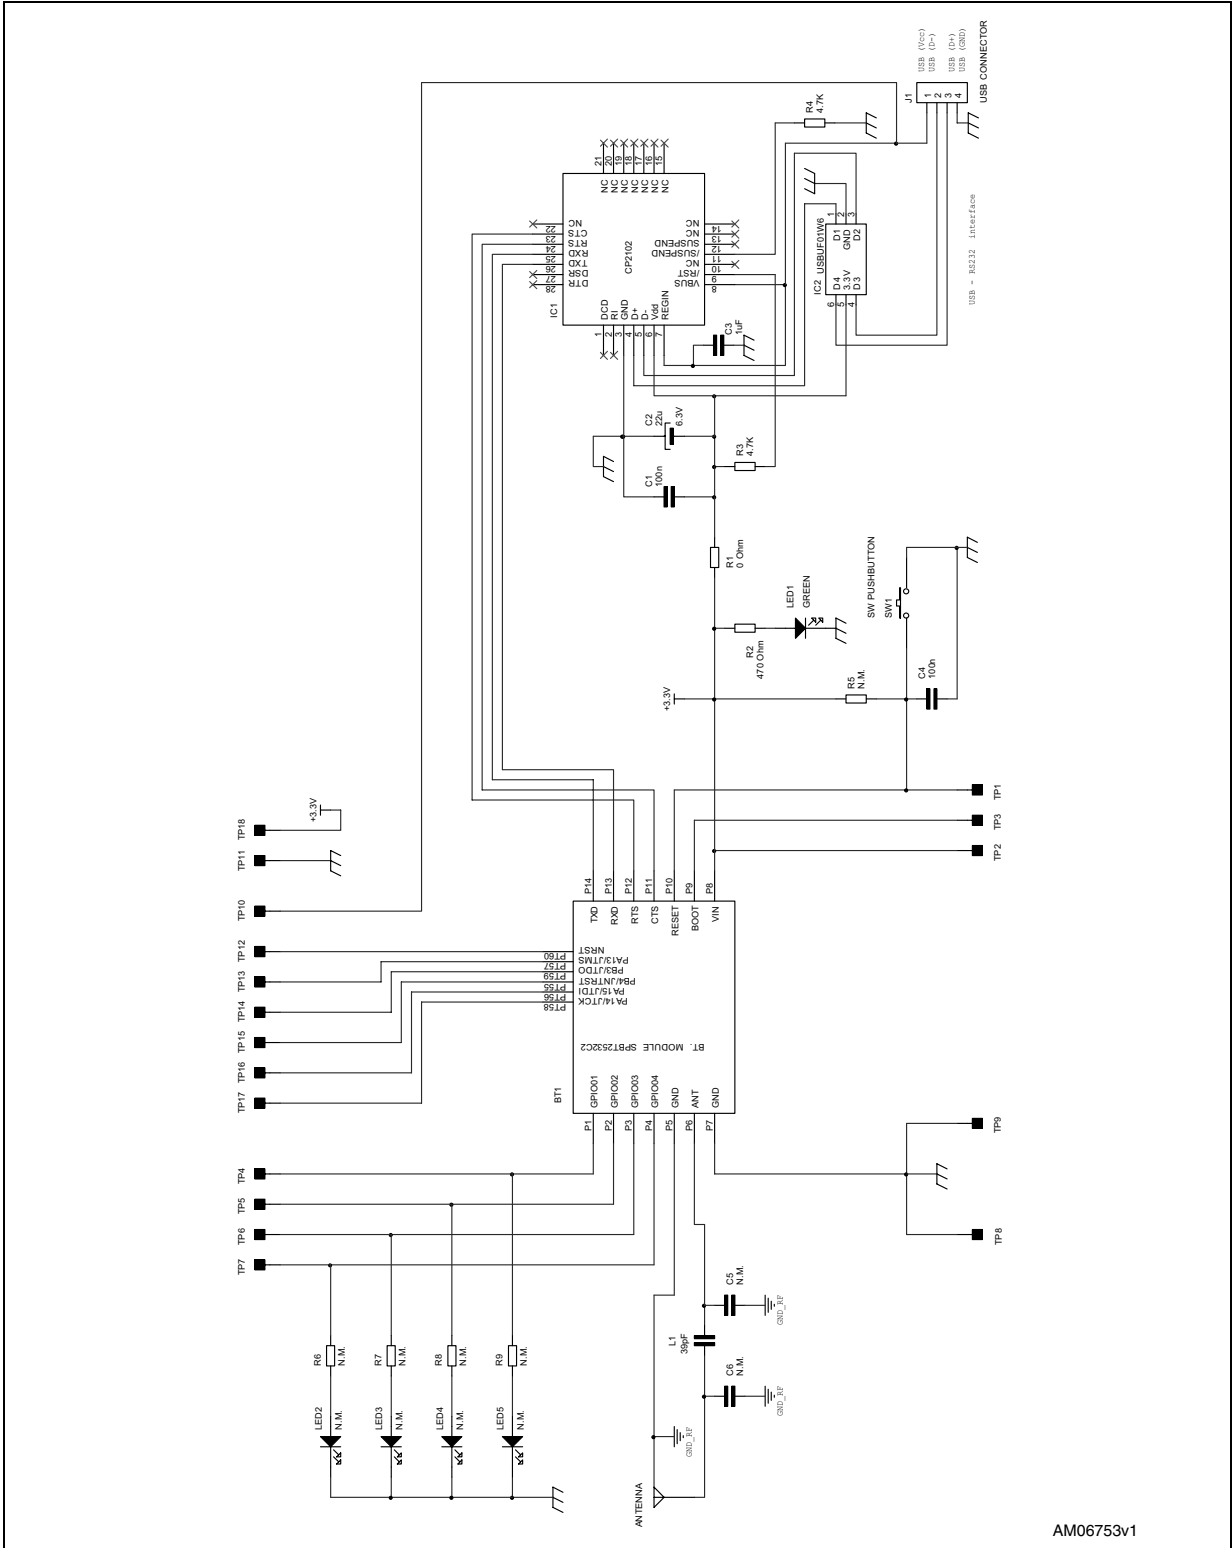 USB (Vcc)
USB (D-)
USB (D+)
USB (GND)
J1
1
2
3
4
USB CONNECTOR
R4
4.7K
21
20
19
18
17
16
15
NC
NC
NC
NC
NC
NC
NC
22
23
24
25
26
27
28
NC
CTS
RTS
RXD
TXD
DSR
DTR
CP2102
NC
NC
SUSPEND
/SUSPEND
NC
/RST
VBUS
14
13
12
11
10
9
8
IC1
DCD
RI
GND
D+
D-
Vdd
REGIN
1
2
3
4
5
6
7
1
2
3
D1
GND
D2
D4
3.3V
D3
6
5
4
IC2
USBUF01W6
USB - RS232 interface
C3
1uF
C2
22u
6.3V
C1
100n
R3
4.7K
R1
0 Ohm
R2
470 Ohm
LED1
GREEN
SW PUSHBUTTON
SW1
R5
N.M.
C4
100n
+3.3V
+3.3V
TP18
TP11
TP10
TP12
TP13
TP14
TP15
TP16
TP17
TP1
TP3
TP2
P14
P13
P12
P11
P10
P9
P8
TXD
RXD
RTS
CTS
RESET
BOOT
VIN
PT60
PT57
PT59
PT55
PT56
PT58
NRST
PA13/JTMS
PB3/JTDO
PB4/JNTRST
PA15/JTDI
PA14/JTCK
BT. MODULE SPBT2532C2
BT1
GPIO01
GPIO02
GPIO03
GPIO04
GND
ANT
GND
P1
P2
P3
P4
P5
P6
P7
TP4
TP5
TP6
TP7
TP9
TP8
R6
N.M.
R7
N.M.
R8
N.M.
R9
N.M.
LED2
N.M.
LED3
N.M.
LED4
N.M.
LED5
N.M.
C5
N.M.
GND_RF
L1
39pF
C6
N.M.
GND_RF
GND_RF
ANTENNA
AM06753v1